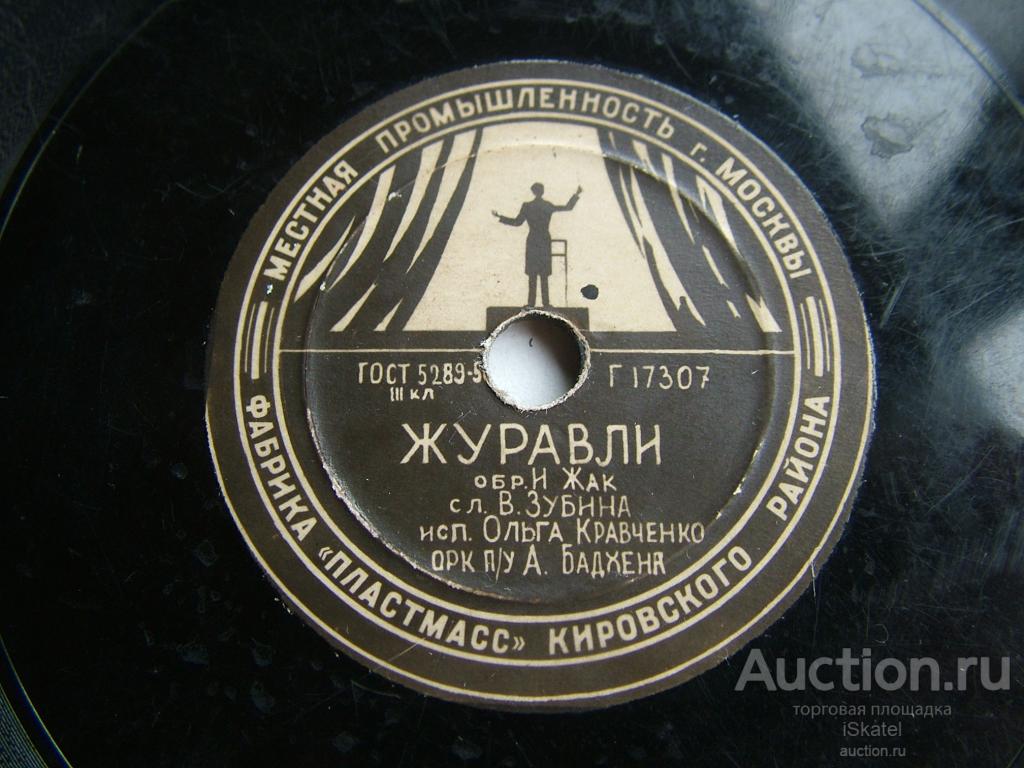 МЕСТНАЯ ПРОМЫШЛЕННОСТЬ г. МОСКВЫ
ГОСТ 5289-5 Г 17307
III кл
ЖУРАВЛИ
ОБР. И ЖАК
СЛ. В. ЗУБИНА
ИСП. ОЛЬГА КРАВЧЕНКО
ОРК П/У А. БАДХЕНА
ФАБРИКА «ПЛАСТМАСС» КИРОВСКОГО РАЙОНА
Auction.ru
торговая площадка
iSkatel
auction.ru